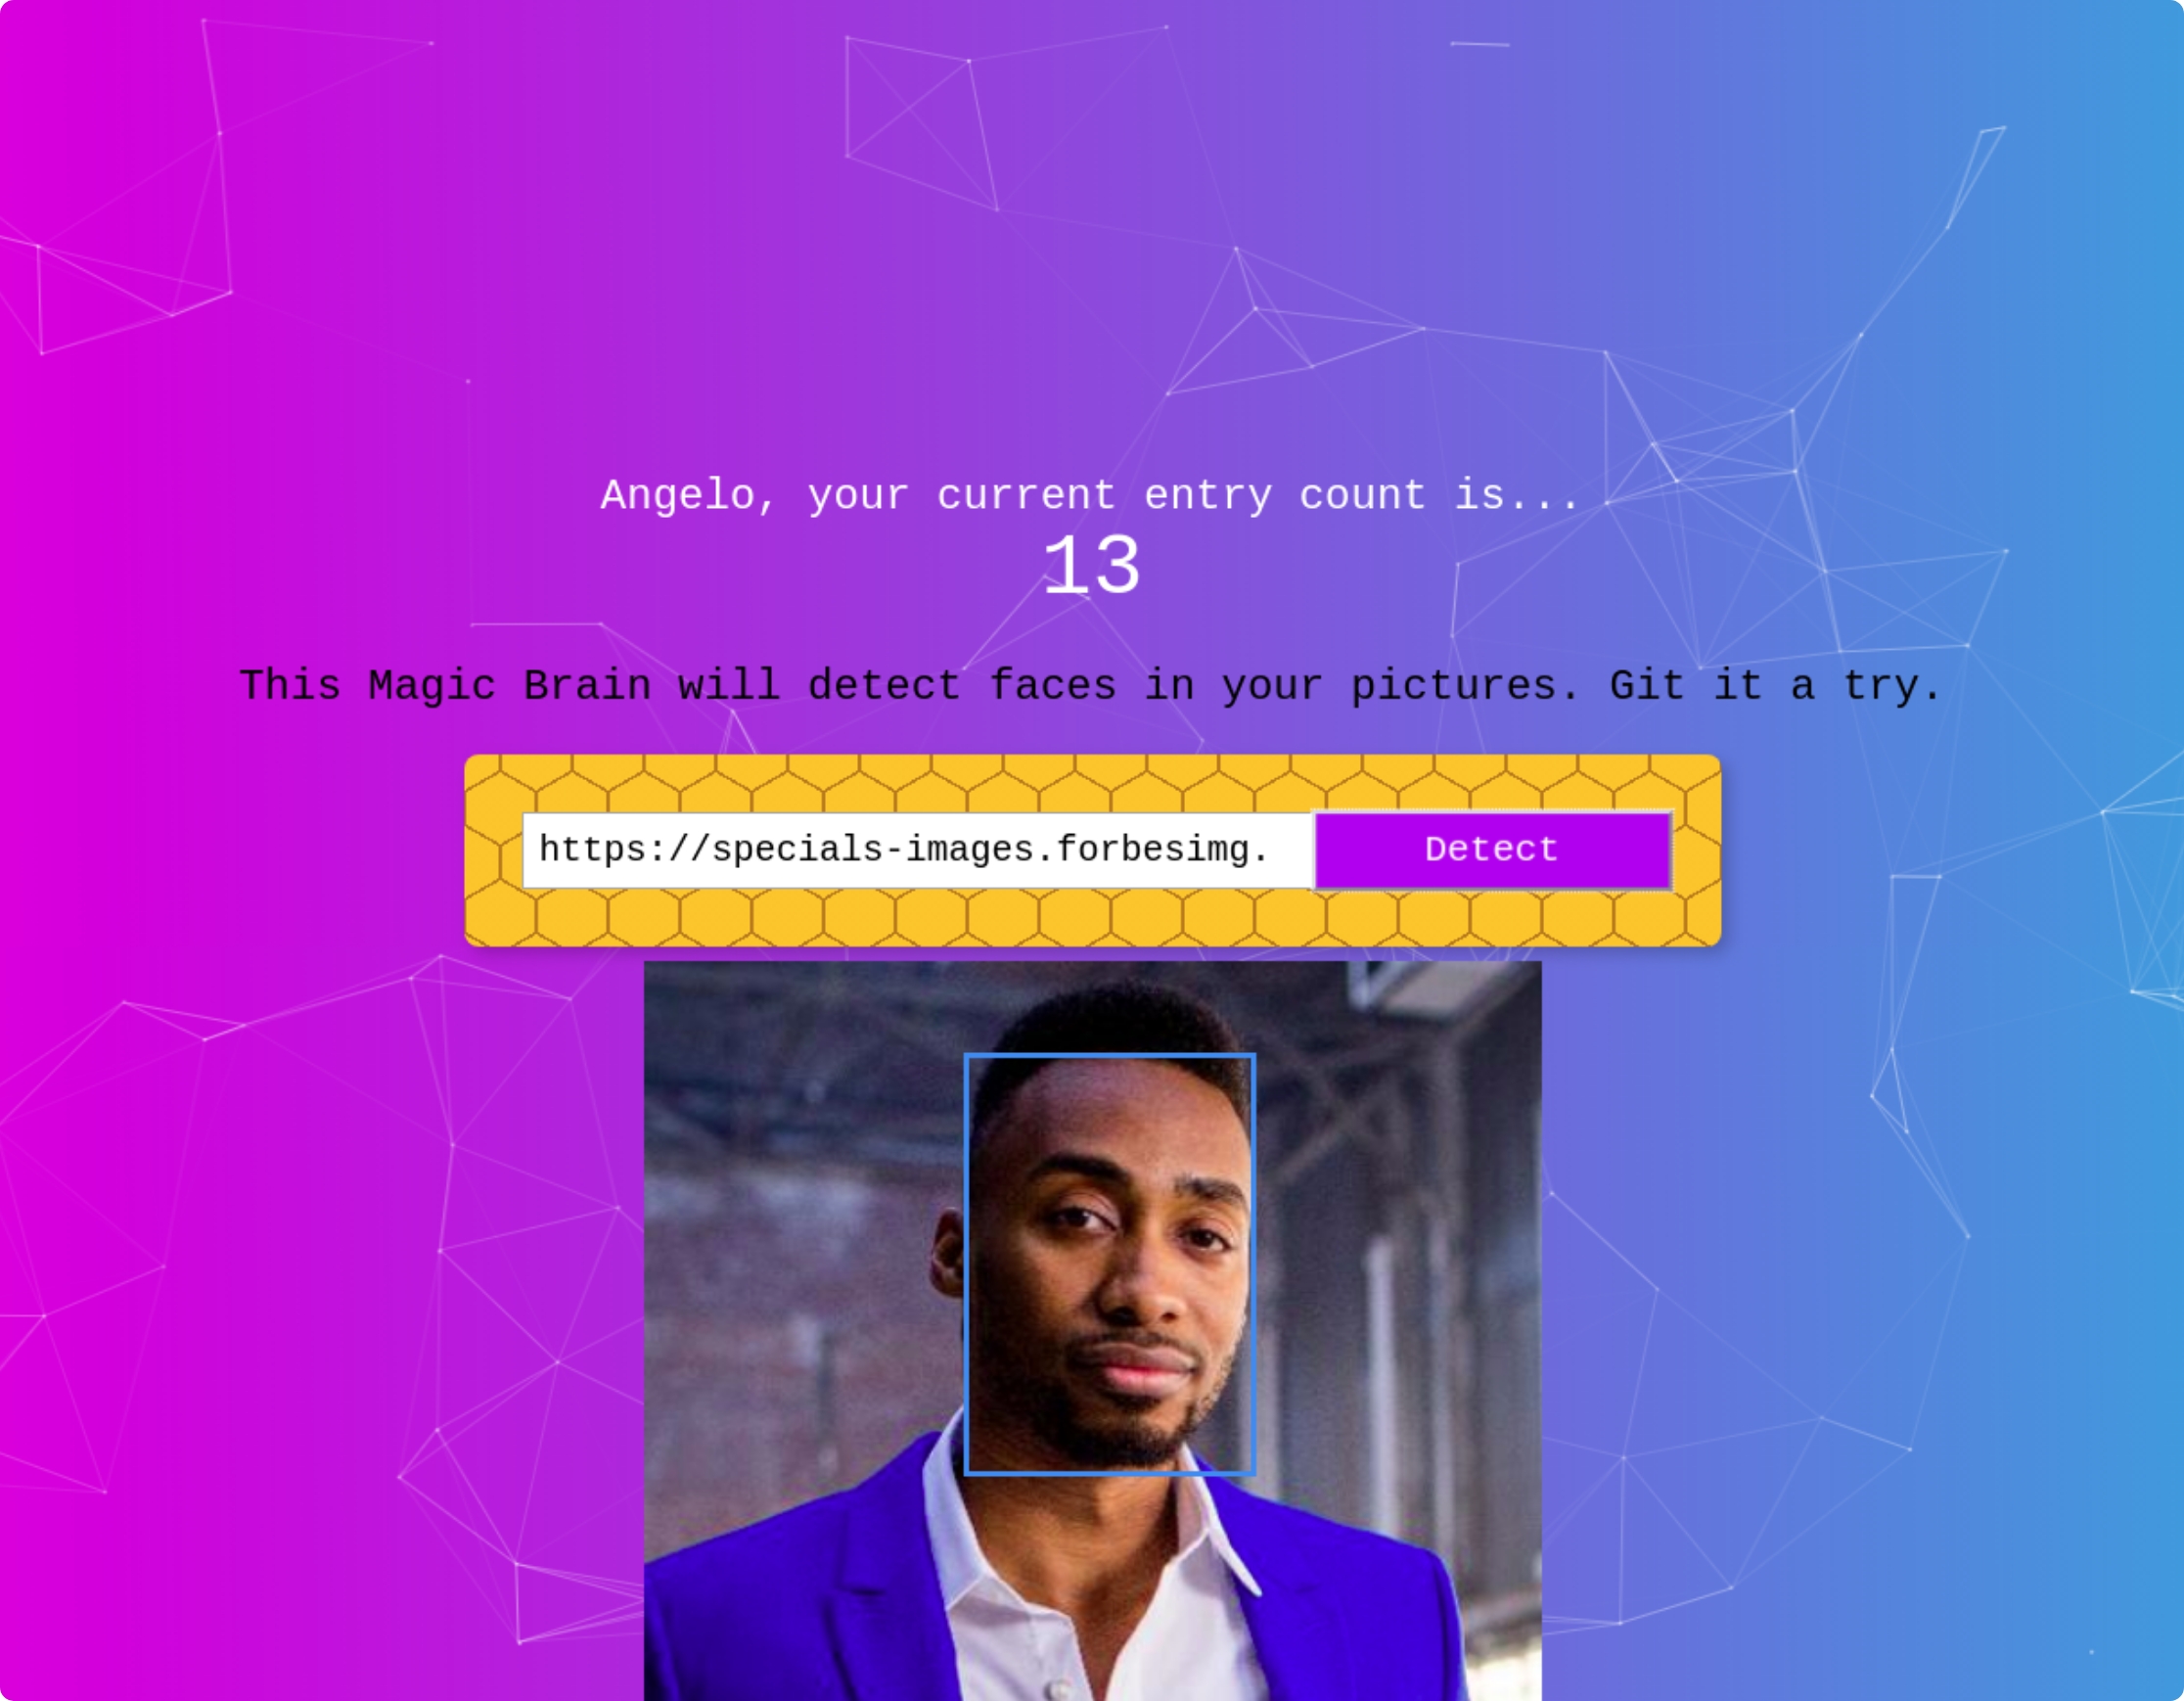 Angelo, your current entry count is...
13
This Magic Brain will detect faces in your pictures. Git it a try.
https://specials-images.forbesimg.
Detect